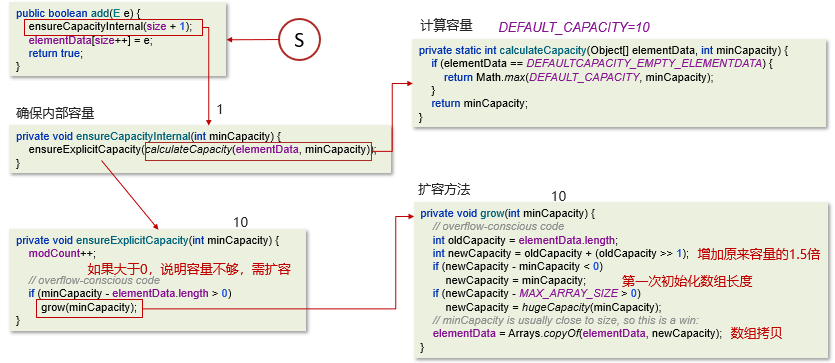 public boolean add(E e) {
ensureCapacityInternal(size + 1);
elementData[size++] = e;
return true;
}
S
计算容量
DEFAULT_CAPACITY=10
private static int calculateCapacity(Object[] elementData, int minCapacity) {
if (elementData == DEFAULTCAPACITY_EMPTY_ELEMENTDATA) {
return Math.max(DEFAULT_CAPACITY, minCapacity);
}
return minCapacity;
}
确保内部容量
1
private void ensureCapacityInternal(int minCapacity) {
ensureExplicitCapacity(calculateCapacity(elementData, minCapacity));
}
10
private void ensureExplicitCapacity(int minCapacity) {
modCount++;
如果大于0，说明容量不够，需扩容
// overflow-conscious code
if (minCapacity - elementData.length > 0)
grow(minCapacity);
}
扩容方法
10
private void grow(int minCapacity) {
// overflow-conscious code
int oldCapacity = elementData.length;
int newCapacity = oldCapacity + (oldCapacity >> 1); 增加原来容量的1.5倍
if (newCapacity - minCapacity < 0)
newCapacity = minCapacity; 第一次初始化数组长度
if (newCapacity - MAX_ARRAY_SIZE > 0)
newCapacity = hugeCapacity(minCapacity);
// minCapacity is usually close to size, so this is a win:
elementData = Arrays.copyOf(elementData, newCapacity); 数组拷贝
}